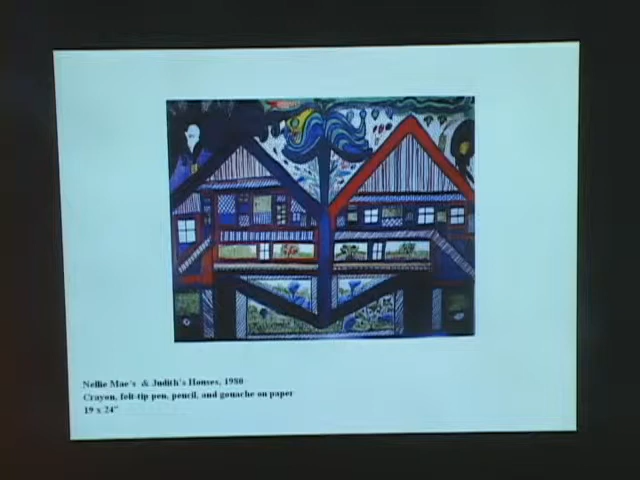 Nellie Mae's & Judith's Houses, 1980
Crayon, felt-tip pen, pencil, and gouache on paper
19 x 24"